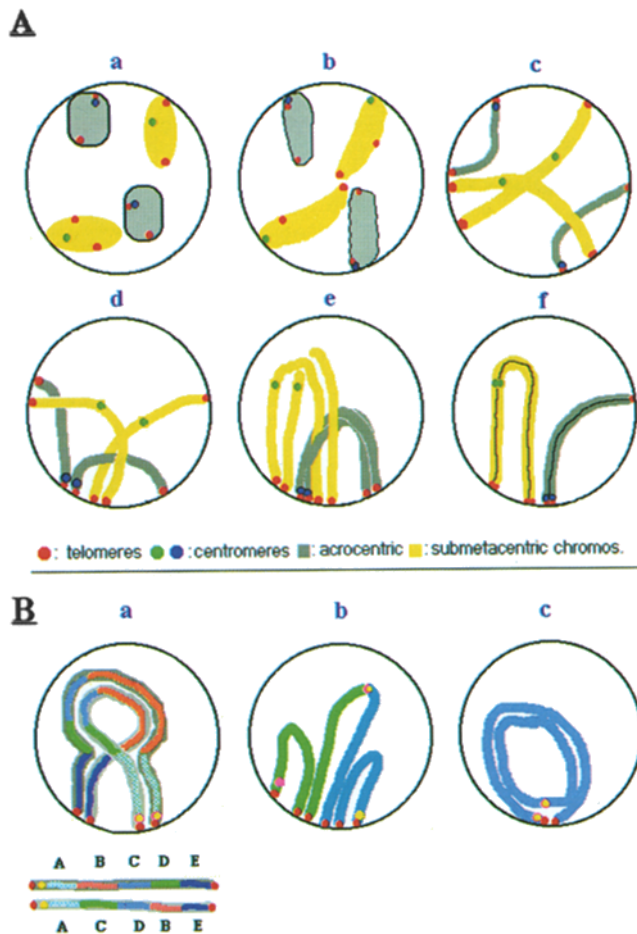 A
a b c
d e f
: telomeres : centromeres : acrocentric : submetacentric chromos.
B
a b c
A B C D E
A C D B E